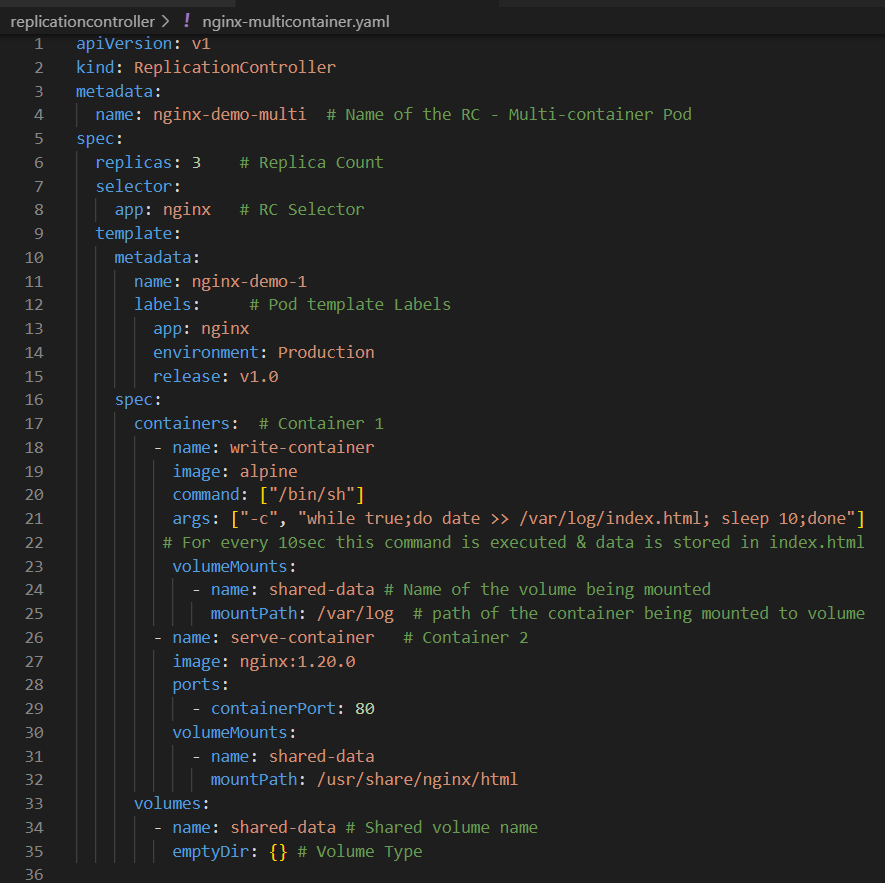 replicationcontroller > ! nginx-multicontainer.yaml
1 apiVersion: v1
2 kind: ReplicationController
3 metadata:
4   name: nginx-demo-multi  # Name of the RC - Multi-container Pod
5 spec:
6   replicas: 3    # Replica Count
7   selector:
8     app: nginx   # RC Selector
9   template:
10     metadata:
11       name: nginx-demo-1
12       labels:     # Pod template Labels
13         app: nginx
14         environment: Production
15         release: v1.0
16     spec:
17       containers:  # Container 1
18         - name: write-container
19           image: alpine
20           command: ["/bin/sh"]
21           args: ["-c", "while true;do date >> /var/log/index.html; sleep 10;done"]
22          # For every 10sec this command is executed & data is stored in index.html
23           volumeMounts:
24             - name: shared-data # Name of the volume being mounted
25               mountPath: /var/log  # path of the container being mounted to volume
26         - name: serve-container   # Container 2
27           image: nginx:1.20.0
28           ports:
29             - containerPort: 80
30           volumeMounts:
31             - name: shared-data
32               mountPath: /usr/share/nginx/html
33       volumes:
34         - name: shared-data # Shared volume name
35           emptyDir: {} # Volume Type
36